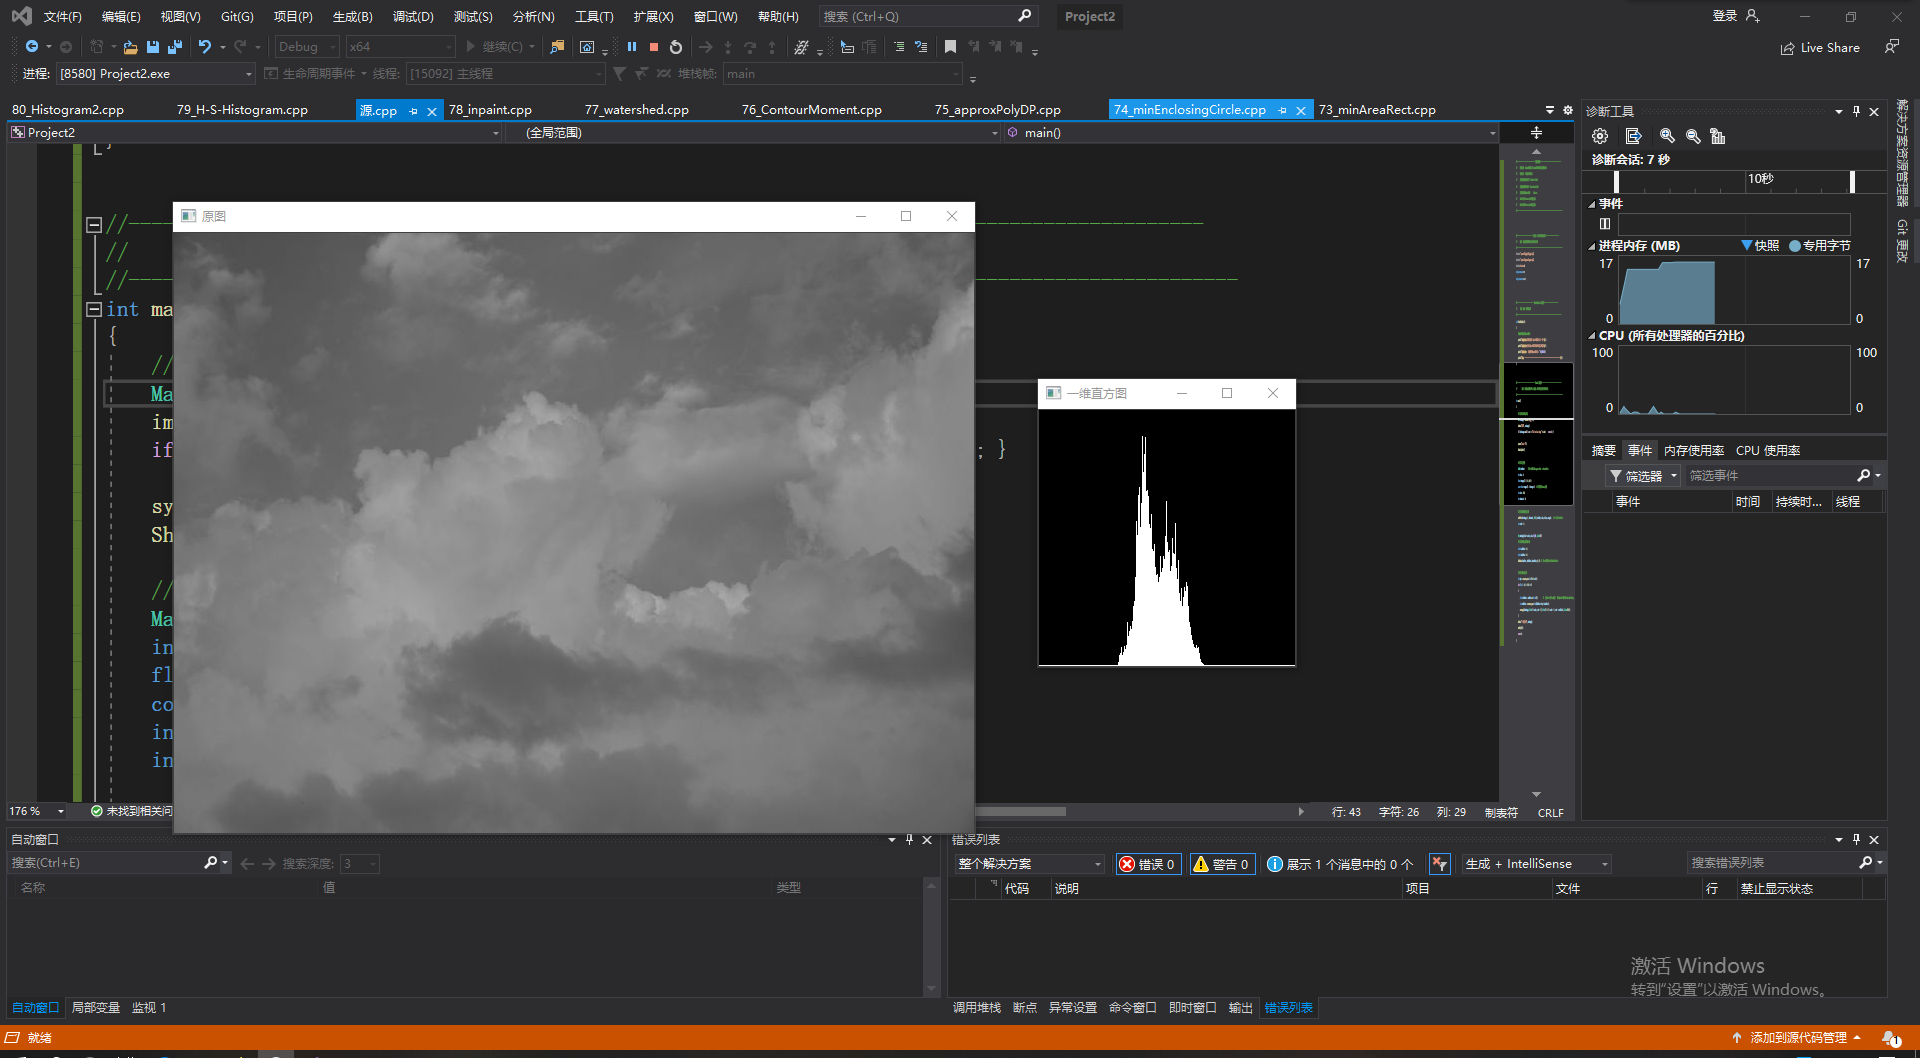 文件(F) 编辑(E) 视图(V) Git(G) 项目(P) 生成(B) 调试(D) 测试(S) 分析(N) 工具(T) 扩展(X) 窗口(W) 帮助(H) 搜索 (Ctrl+Q) Project2 登录
Debug x64 继续(C) Live Share
进程: [8580] Project2.exe 生命周期事件 线程: [15092] 主线程 堆栈帧: main
80_Histogram2.cpp 79_H-S-Histogram.cpp 源.cpp 78_inpaint.cpp 77_watershed.cpp 76_ContourMoment.cpp 75_approxPolyDP.cpp 74_minEnclosingCircle.cpp 73_minAreaRect.cpp
Project2 (全局范围) main()
}
//
//
//
int ma
{
//
Ma
im
if ; }
sy
Sh
//
Ma
in
fl
co
in
in
原图
一维直方图
176 % 未找到相关问 行: 43 字符: 26 列: 29 制表符 CRLF
诊断工具
诊断会话: 7 秒
10秒
事件
进程内存 (MB) 快照 专用字节
17 17
0 0
CPU (所有处理器的百分比)
100 100
0 0
摘要 事件 内存使用率 CPU 使用率
筛选器 筛选事件
事件 时间 持续时... 线程
解决方案资源管理器
Git 更改
自动窗口
搜索(Ctrl+E) 搜索深度: 3
名称 值 类型
自动窗口 局部变量 监视 1
错误列表
整个解决方案 错误 0 警告 0 展示 1 个消息中的 0 个 生成 + IntelliSense 搜索错误列表
代码 说明 项目 文件 行 禁止显示状态
激活 Windows
转到"设置"以激活 Windows。
调用堆栈 断点 异常设置 命令窗口 即时窗口 输出 错误列表
就绪 添加到源代码管理 1